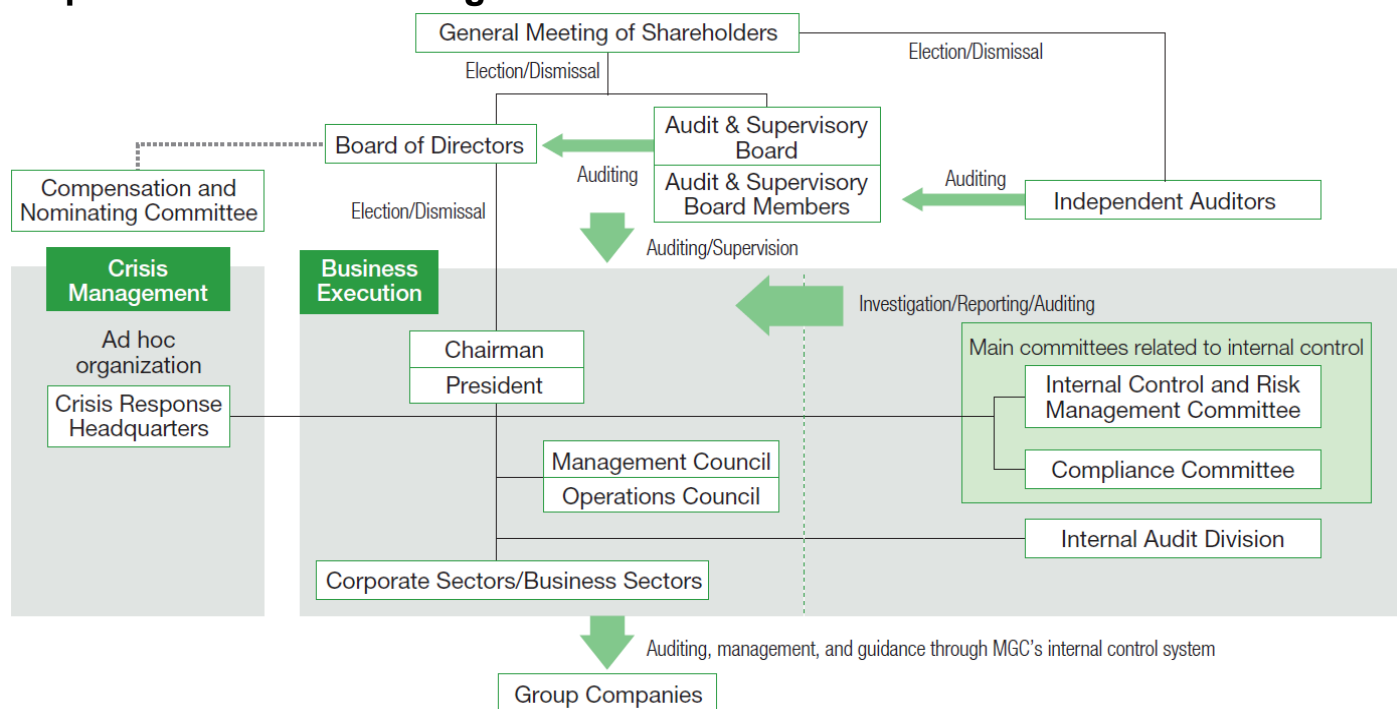 General Meeting of Shareholders
Election/Dismissal
Election/Dismissal
Board of Directors
Audit & Supervisory
Board
Auditing
Audit & Supervisory
Board Members
Auditing
Independent Auditors
Compensation and
Nominating Committee
Election/Dismissal
Auditing/Supervision
Crisis
Management
Business
Execution
Investigation/Reporting/Auditing
Ad hoc
organization
Crisis Response
Headquarters
Chairman
President
Main committees related to internal control
Internal Control and Risk
Management Committee
Compliance Committee
Management Council
Operations Council
Internal Audit Division
Corporate Sectors/Business Sectors
Auditing, management, and guidance through MGC's internal control system
Group Companies